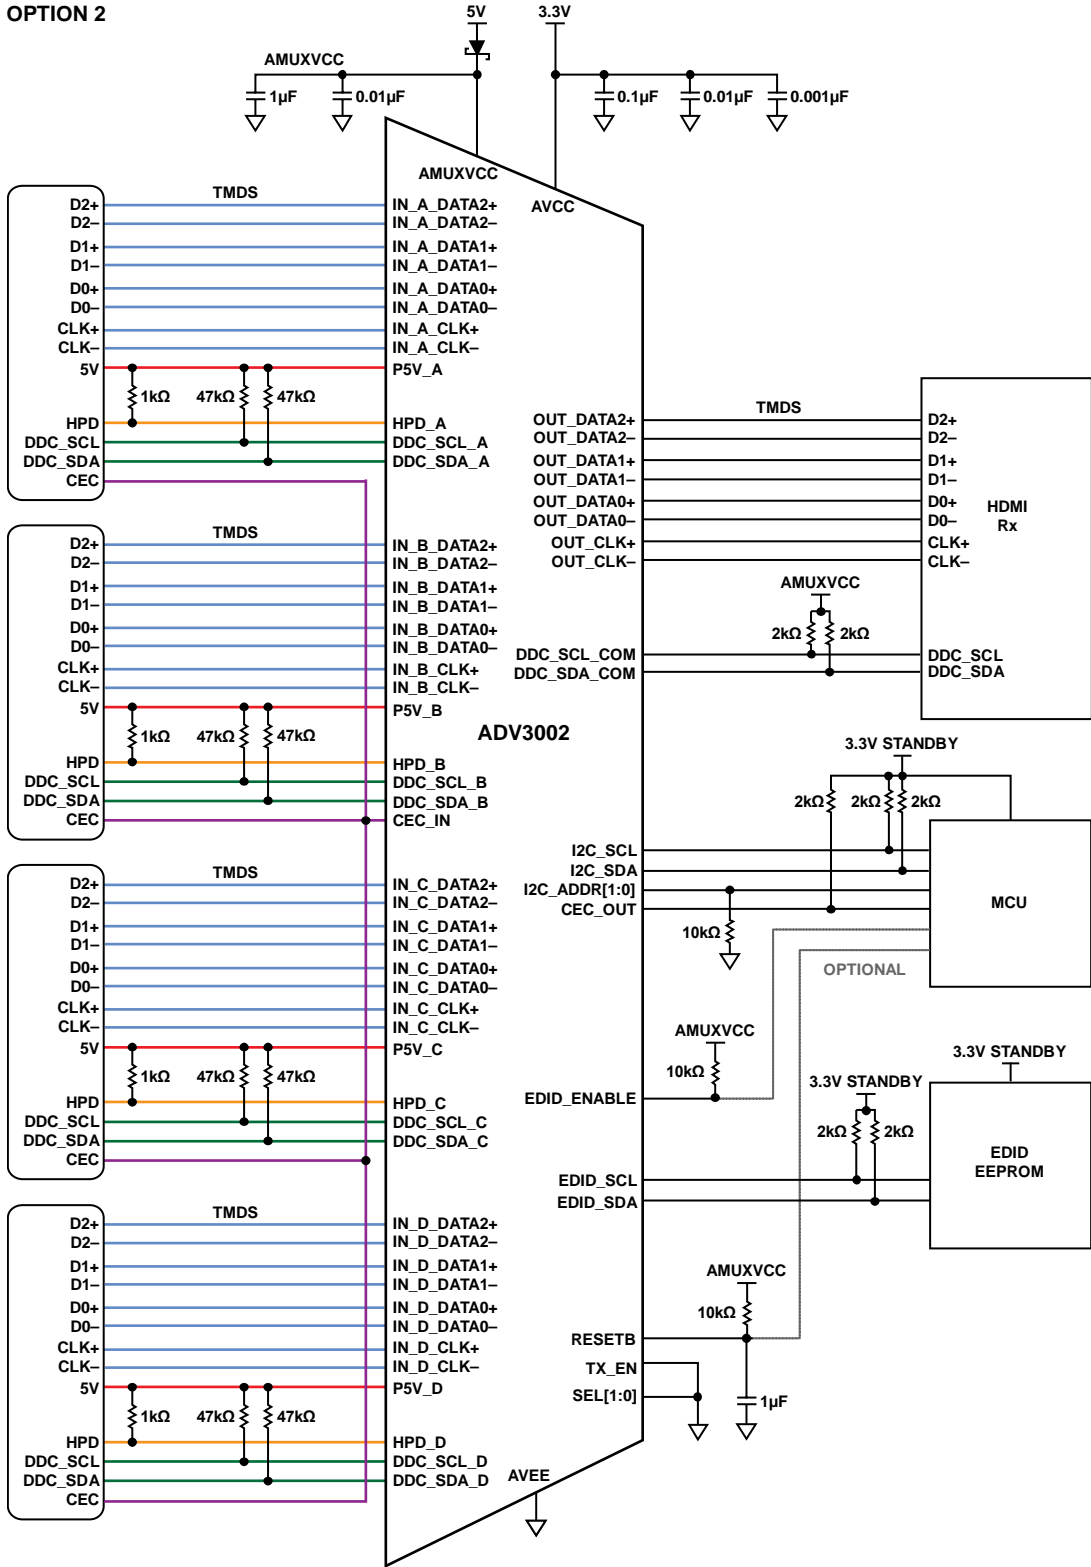 OPTION 2
5V 3.3V
AMUXVCC
1µF 0.01µF 0.1µF 0.01µF 0.001µF
AMUXVCC
AVCC
TMDS
D2+ IN_A_DATA2+
D2– IN_A_DATA2–
D1+ IN_A_DATA1+
D1– IN_A_DATA1–
D0+ IN_A_DATA0+
D0– IN_A_DATA0–
CLK+ IN_A_CLK+
CLK– IN_A_CLK–
5V P5V_A
1kΩ 47kΩ 47kΩ
HPD HPD_A
DDC_SCL DDC_SCL_A
DDC_SDA DDC_SDA_A
CEC
TMDS
D2+ IN_B_DATA2+
D2– IN_B_DATA2–
D1+ IN_B_DATA1+
D1– IN_B_DATA1–
D0+ IN_B_DATA0+
D0– IN_B_DATA0–
CLK+ IN_B_CLK+
CLK– IN_B_CLK–
5V P5V_B
1kΩ 47kΩ 47kΩ
HPD HPD_B
DDC_SCL DDC_SCL_B
DDC_SDA DDC_SDA_B
CEC CEC_IN
TMDS
D2+ IN_C_DATA2+
D2– IN_C_DATA2–
D1+ IN_C_DATA1+
D1– IN_C_DATA1–
D0+ IN_C_DATA0+
D0– IN_C_DATA0–
CLK+ IN_C_CLK+
CLK– IN_C_CLK–
5V P5V_C
1kΩ 47kΩ 47kΩ
HPD HPD_C
DDC_SCL DDC_SCL_C
DDC_SDA DDC_SDA_C
CEC
TMDS
D2+ IN_D_DATA2+
D2– IN_D_DATA2–
D1+ IN_D_DATA1+
D1– IN_D_DATA1–
D0+ IN_D_DATA0+
D0– IN_D_DATA0–
CLK+ IN_D_CLK+
CLK– IN_D_CLK–
5V P5V_D
1kΩ 47kΩ 47kΩ
HPD HPD_D
DDC_SCL DDC_SCL_D
DDC_SDA DDC_SDA_D
CEC
ADV3002
AVEE
TMDS
OUT_DATA2+ D2+
OUT_DATA2– D2–
OUT_DATA1+ D1+
OUT_DATA1– D1–
OUT_DATA0+ D0+
OUT_DATA0– D0–
OUT_CLK+ CLK+
OUT_CLK– CLK–
HDMI
Rx
AMUXVCC
2kΩ 2kΩ
DDC_SCL_COM DDC_SCL
DDC_SDA_COM DDC_SDA
3.3V STANDBY
2kΩ 2kΩ 2kΩ
I2C_SCL
I2C_SDA
I2C_ADDR[1:0]
CEC_OUT
MCU
10kΩ
OPTIONAL
AMUXVCC
10kΩ
EDID_ENABLE
3.3V STANDBY
3.3V STANDBY
2kΩ 2kΩ
EDID
EEPROM
EDID_SCL
EDID_SDA
AMUXVCC
10kΩ
RESETB
TX_EN
SEL[1:0]
1µF